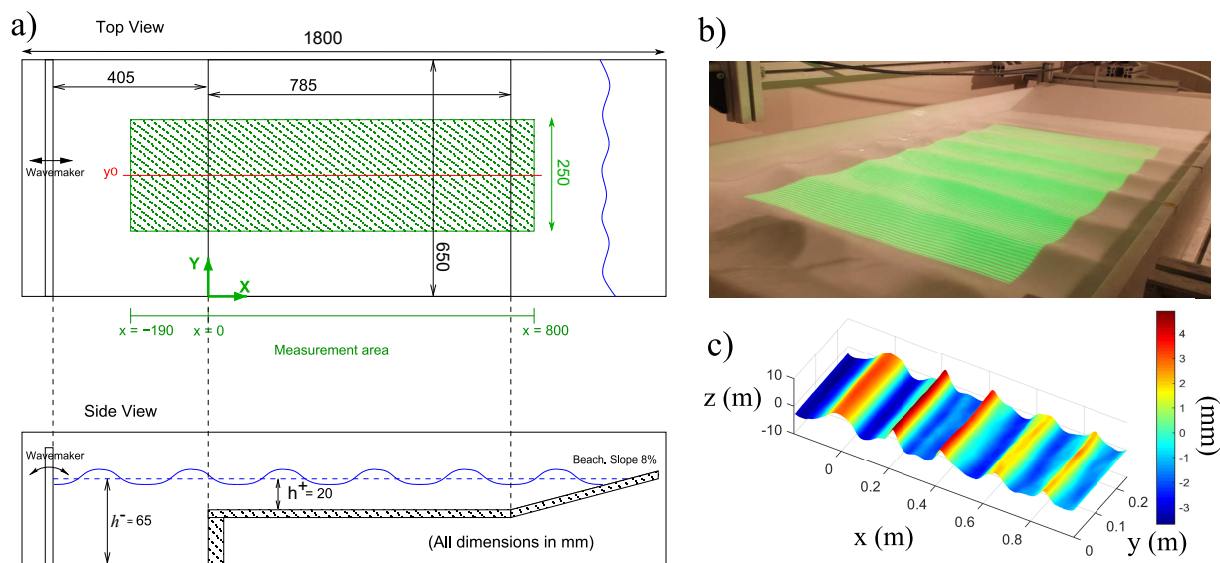 a)
Top View
1800
405
785
Wavemaker
yo
250
650
Y
X
x = −190
x = 0
x = 800
Measurement area
Side View
Wavemaker
Beach, Slope 8%
h⁺= 20
h⁻= 65
(All dimensions in mm)
b)
c)
z (m)
10
0
-10
0
0.2
0.4
0.6
0.8
x (m)
0
0.1
0.2
y (m)
4
3
2
1
0
-1
-2
-3
(mm)